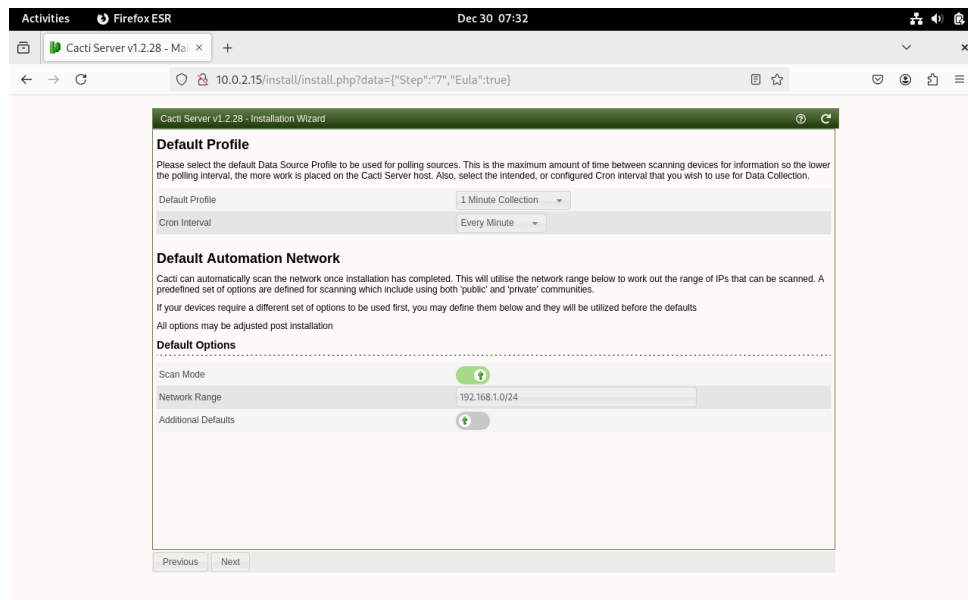 Activities Firefox ESR Dec 30 07:32
Cacti Server v1.2.28 - Mai
10.0.2.15/install/install.php?data={"Step":"7","Eula":true}
Cacti Server v1.2.28 - Installation Wizard
Default Profile
Please select the default Data Source Profile to be used for polling sources. This is the maximum amount of time between scanning devices for information so the lower
the polling interval, the more work is placed on the Cacti Server host. Also, select the intended, or configured Cron interval that you wish to use for Data Collection.
Default Profile 1 Minute Collection
Cron Interval Every Minute
Default Automation Network
Cacti can automatically scan the network once installation has completed. This will utilise the network range below to work out the range of IPs that can be scanned. A
predefined set of options are defined for scanning which include using both 'public' and 'private' communities.
If your devices require a different set of options to be used first, you may define them below and they will be utilized before the defaults
All options may be adjusted post installation
Default Options
Scan Mode
Network Range 192.168.1.0/24
Additional Defaults
Previous Next